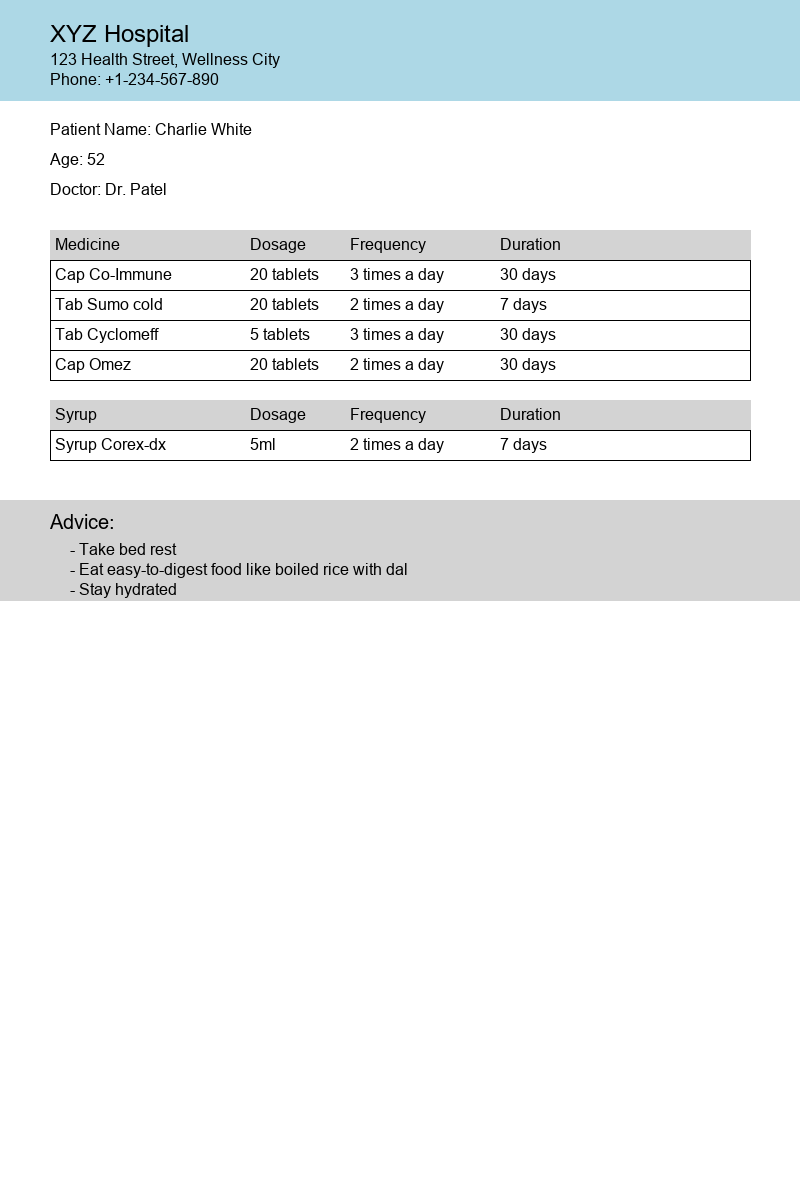 XYZ Hospital
123 Health Street, Wellness City
Phone: +1-234-567-890
Patient Name: Charlie White
Age: 52
Doctor: Dr. Patel
Medicine Dosage Frequency Duration
Cap Co-Immune 20 tablets 3 times a day 30 days
Tab Sumo cold 20 tablets 2 times a day 7 days
Tab Cyclomeff 5 tablets 3 times a day 30 days
Cap Omez 20 tablets 2 times a day 30 days
Syrup Dosage Frequency Duration
Syrup Corex-dx 5ml 2 times a day 7 days
Advice:
- Take bed rest
- Eat easy-to-digest food like boiled rice with dal
- Stay hydrated